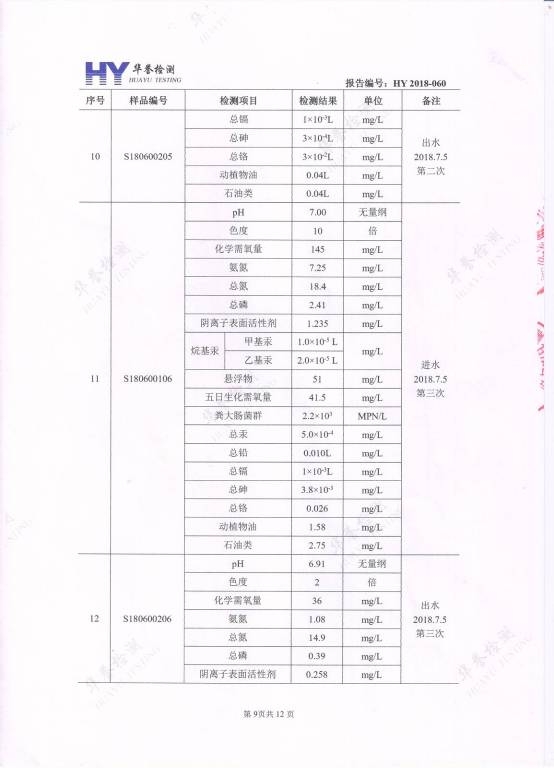 HY 华誉检测
HUAYU TESTING
报告编号：HY 2018-060
序号 样品编号 检测项目 检测结果 单位 备注
10 S180600205 出水 2018.7.5 第二次
总镉 1×10⁻³L mg/L
总砷 3×10⁻⁴L mg/L
总铬 3×10⁻²L mg/L
动植物油 0.04L mg/L
石油类 0.04L mg/L
11 S180600106 进水 2018.7.5 第三次
pH 7.00 无量纲
色度 10 倍
化学需氧量 145 mg/L
氨氮 7.25 mg/L
总氮 18.4 mg/L
总磷 2.41 mg/L
阴离子表面活性剂 1.235 mg/L
烷基汞 甲基汞 1.0×10⁻⁵ L mg/L
乙基汞 2.0×10⁻⁵ L
悬浮物 51 mg/L
五日生化需氧量 41.5 mg/L
粪大肠菌群 2.2×10³ MPN/L
总汞 5.0×10⁻⁴ mg/L
总铅 0.010L mg/L
总镉 1×10⁻³L mg/L
总砷 3.8×10⁻³ mg/L
总铬 0.026 mg/L
动植物油 1.58 mg/L
石油类 2.75 mg/L
12 S180600206 出水 2018.7.5 第三次
pH 6.91 无量纲
色度 2 倍
化学需氧量 36 mg/L
氨氮 1.08 mg/L
总氮 14.9 mg/L
总磷 0.39 mg/L
阴离子表面活性剂 0.258 mg/L
第 9页共 12 页